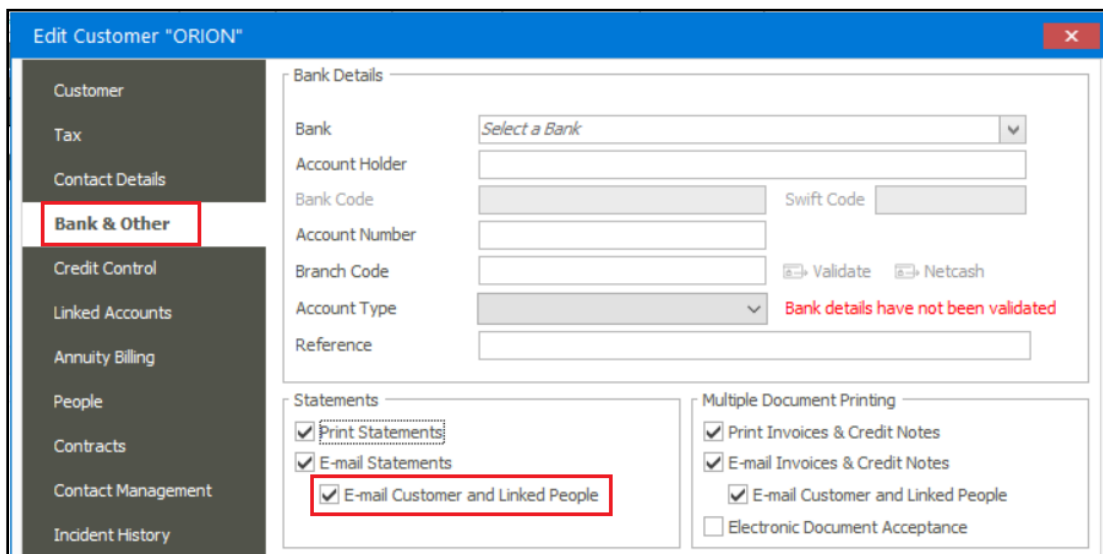 Edit Customer "ORION"
Customer
Tax
Contact Details
Bank & Other
Credit Control
Linked Accounts
Annuity Billing
People
Contracts
Contact Management
Incident History
Bank Details
Bank Select a Bank
Account Holder
Bank Code Swift Code
Account Number
Branch Code Validate Netcash
Account Type Bank details have not been validated
Reference
Statements
Print Statements
E-mail Statements
E-mail Customer and Linked People
Multiple Document Printing
Print Invoices & Credit Notes
E-mail Invoices & Credit Notes
E-mail Customer and Linked People
Electronic Document Acceptance